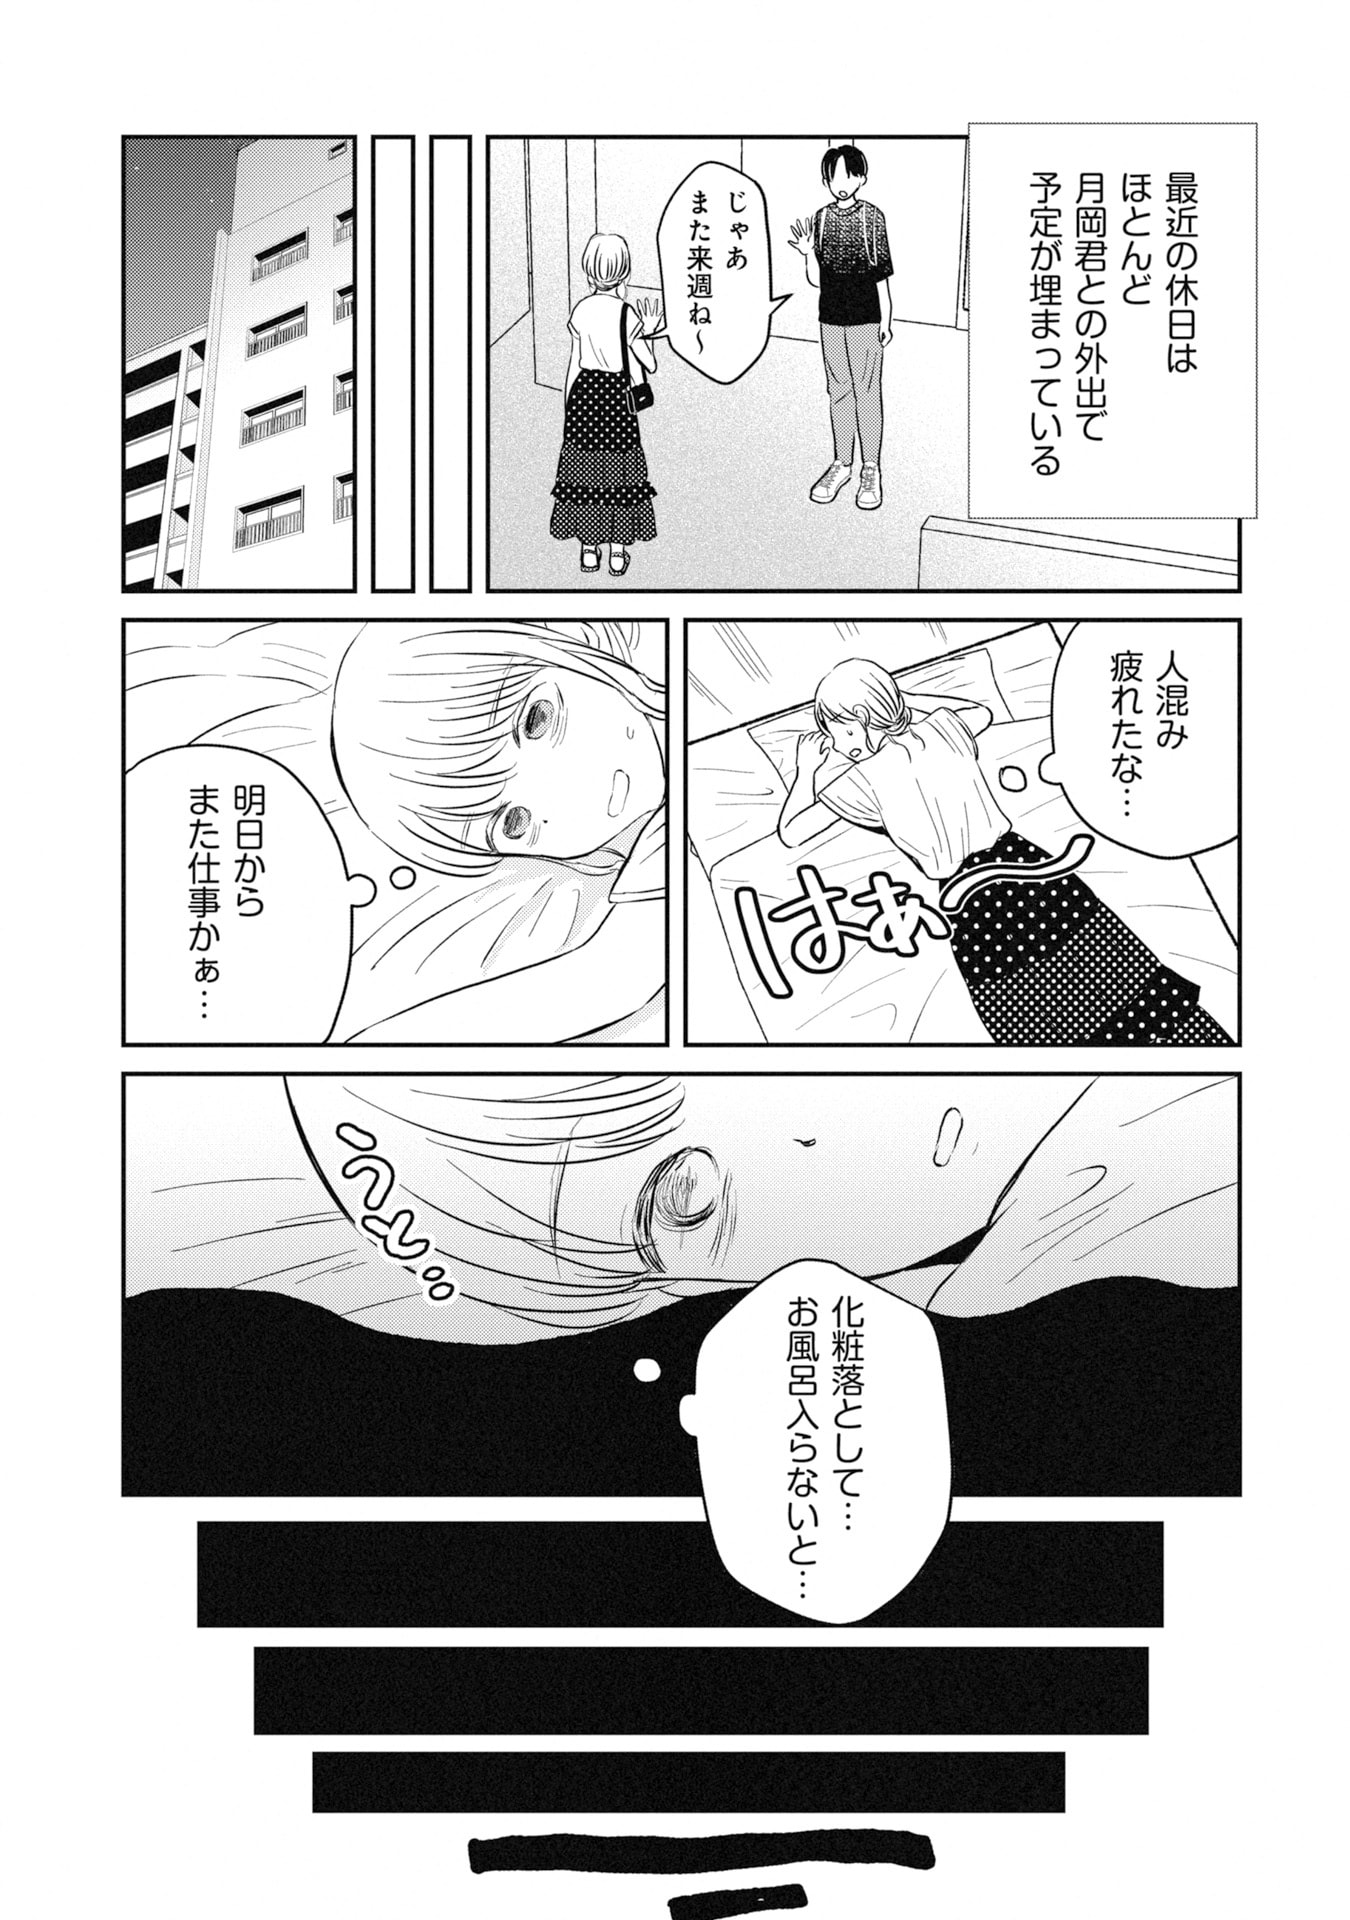 最近の休日は
ほとんど
月岡君との外出で
予定が埋まっている
じゃあ
また来週ね～
人混み
疲れたな…
はぁ～
明日から
また仕事かぁ…
うと…
化粧落として…
お風呂入らないと…